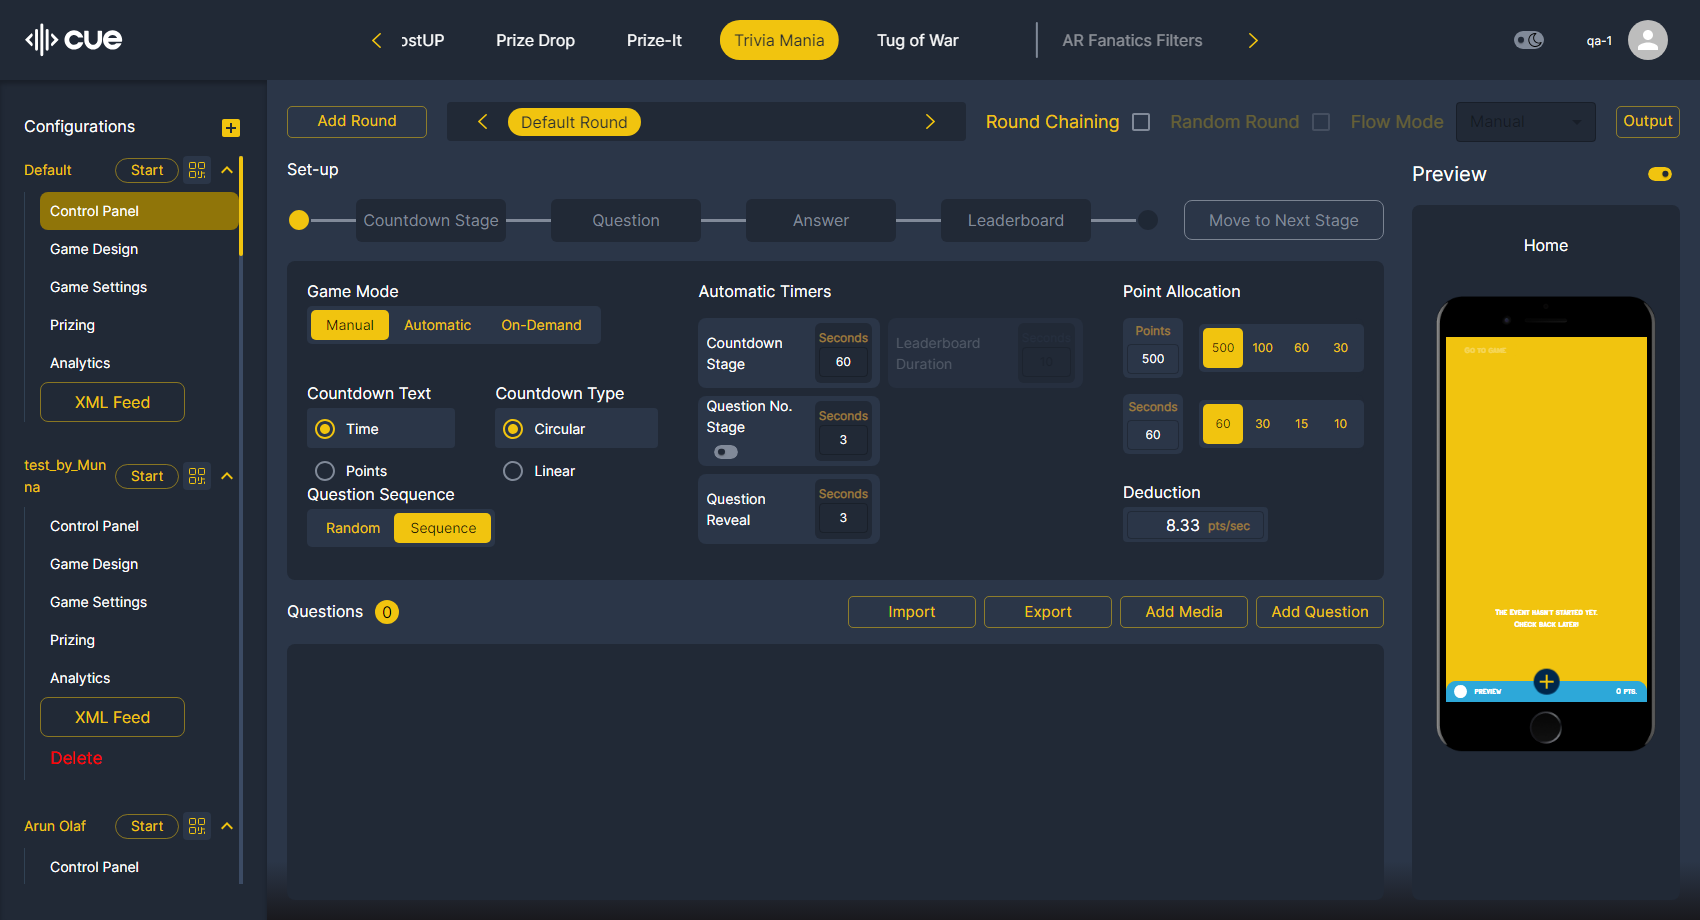 cue
ostUP
Prize Drop
Prize-It
Trivia Mania
Tug of War
AR Fanatics Filters
qa-1
Configurations
Default
Start
Control Panel
Game Design
Game Settings
Prizing
Analytics
XML Feed
test_by_Mun
na
Start
Control Panel
Game Design
Game Settings
Prizing
Analytics
XML Feed
Delete
Arun Olaf
Start
Control Panel
Add Round
Default Round
Round Chaining
Random Round
Flow Mode
Manual
Output
Set-up
Countdown Stage
Question
Answer
Leaderboard
Move to Next Stage
Game Mode
Manual
Automatic
On-Demand
Countdown Text
Time
Points
Countdown Type
Circular
Linear
Question Sequence
Random
Sequence
Automatic Timers
Countdown
Stage
Seconds
60
Leaderboard
Duration
Seconds
10
Question No.
Stage
Seconds
3
Question
Reveal
Seconds
3
Point Allocation
Points
500
500
100
60
30
Seconds
60
60
30
15
10
Deduction
8.33 pts/sec
Questions 0
Import
Export
Add Media
Add Question
Preview
Home
GO TO GAME
The event hasn't started yet.
Check back later!
PREVIEW
0 PTS.